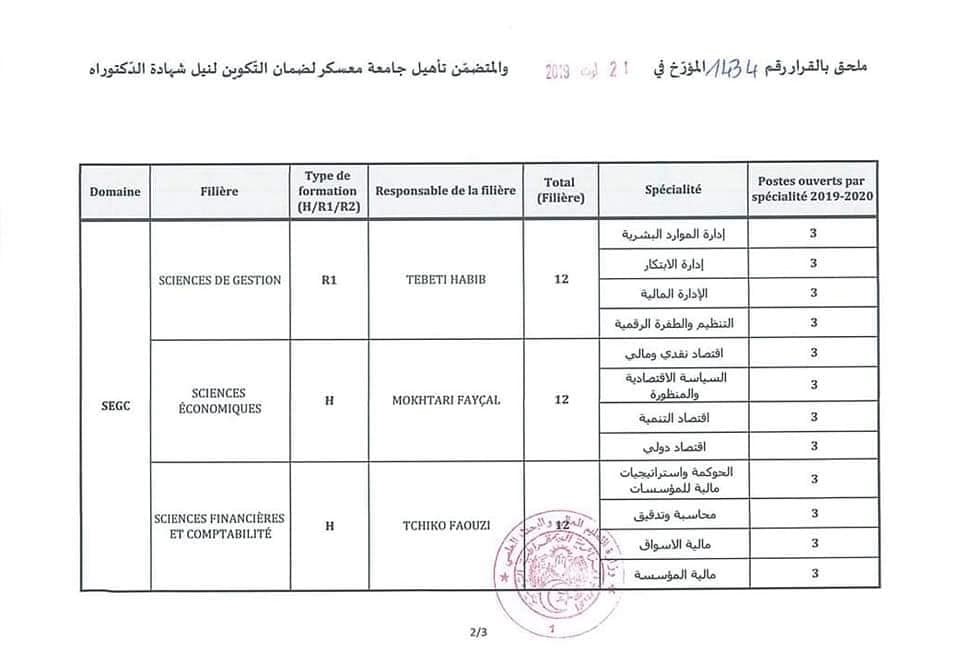 ملحق بالقرار رقم 1434 المؤرّخ في 21 اوت 2019 والمتضمّن تأهيل جامعة معسكر لضمان التّكوين لنيل شهادة الدّكتوراه
Domaine
Filière
Type de
formation
(H/R1/R2)
Responsable de la filière
Total
(Filière)
Spécialité
Postes ouverts par
spécialité 2019-2020
SEGC
SCIENCES DE GESTION
R1
TEBETI HABIB
12
إدارة الموارد البشرية
3
إدارة الابتكار
3
الإدارة المالية
3
التنظيم والطفرة الرقمية
3
SCIENCES
ÉCONOMIQUES
H
MOKHTARI FAYÇAL
12
اقتصاد نقدي ومالي
3
السياسة الاقتصادية
والمنظورة
3
اقتصاد التنمية
3
اقتصاد دولي
3
SCIENCES FINANCIÈRES
ET COMPTABILITÉ
H
TCHIKO FAOUZI
12
الحوكمة واستراتيجيات
مالية للمؤسسات
3
محاسبة وتدقيق
3
مالية الاسواق
3
مالية المؤسسة
3
2/3